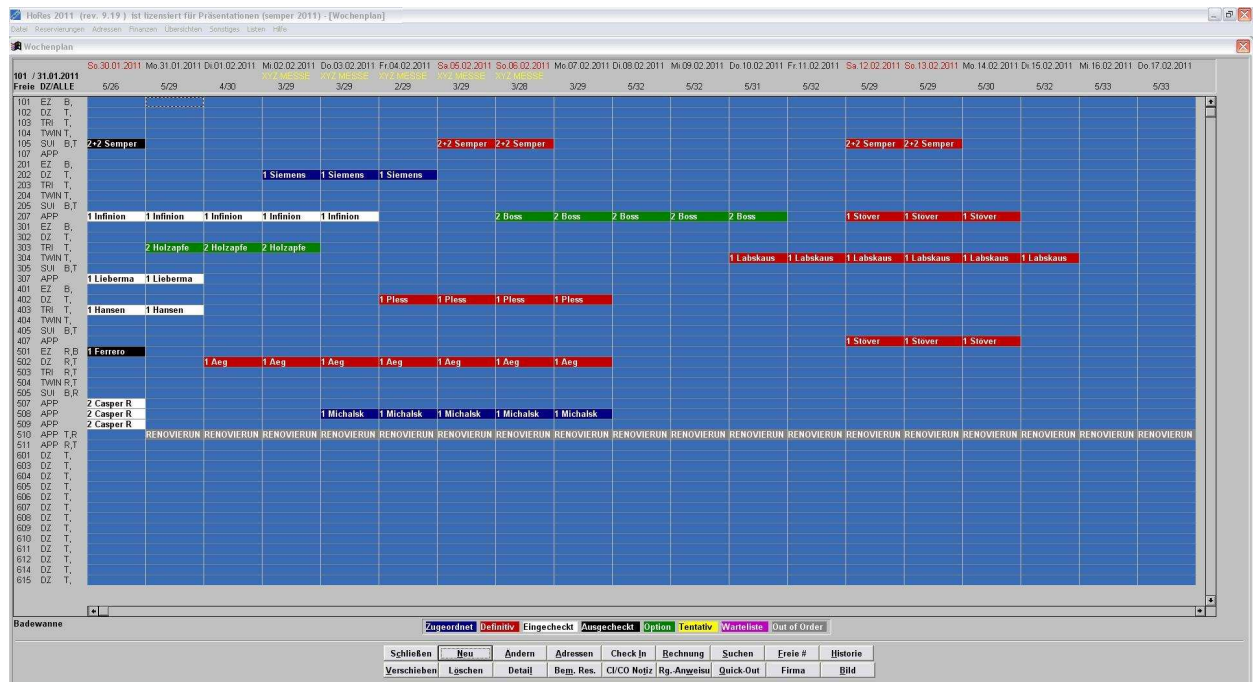 HoRes 2011 (rev. 9.19 ) ist lizensiert für Präsentationen (semper 2011) - [Wochenplan]
Datei Reservierungen Adressen Finanzen Übersichten Sonstiges Listen Hilfe
Wochenplan
So.30.01.2011 Mo.31.01.2011 Di.01.02.2011 Mi.02.02.2011 Do.03.02.2011 Fr.04.02.2011 Sa.05.02.2011 So.06.02.2011 Mo.07.02.2011 Di.08.02.2011 Mi.09.02.2011 Do.10.02.2011 Fr.11.02.2011 Sa.12.02.2011 So.13.02.2011 Mo.14.02.2011 Di.15.02.2011 Mi.16.02.2011 Do.17.02.2011
101 / 31.01.2011 XYZ MESSE XYZ MESSE XYZ MESSE XYZ MESSE XYZ MESSE
Freie DZ/ALLE 5/26 5/29 4/30 3/29 3/29 2/29 3/29 3/28 3/29 5/32 5/32 5/31 5/32 5/29 5/29 5/30 5/32 5/33 5/33
101 EZ B,
102 DZ T,
103 TRI T,
104 TWIN T,
105 SUI B,T 2+2 Semper 2+2 Semper 2+2 Semper 2+2 Semper 2+2 Semper
107 APP
201 EZ B,
202 DZ T, 1 Siemens 1 Siemens 1 Siemens
203 TRI T,
204 TWIN T,
205 SUI B,T
207 APP 1 Infinion 1 Infinion 1 Infinion 1 Infinion 1 Infinion 2 Boss 2 Boss 2 Boss 2 Boss 2 Boss 1 Stöver 1 Stöver 1 Stöver
301 EZ B,
302 DZ T,
303 TRI T, 2 Holzapfe 2 Holzapfe 2 Holzapfe
304 TWIN T, 1 Labskaus 1 Labskaus 1 Labskaus 1 Labskaus 1 Labskaus 1 Labskaus
305 SUI B,T
307 APP 1 Lieberma 1 Lieberma
401 EZ B,
402 DZ T, 1 Pless 1 Pless 1 Pless 1 Pless
403 TRI T, 1 Hansen 1 Hansen
404 TWIN T,
405 SUI B,T
407 APP 1 Stöver 1 Stöver 1 Stöver
501 EZ R,B 1 Ferrero
502 DZ R,T 1 Aeg 1 Aeg 1 Aeg 1 Aeg 1 Aeg 1 Aeg 1 Aeg
503 TRI R,T
504 TWIN R,T
505 SUI B,R
507 APP 2 Casper R
508 APP 2 Casper R 1 Michalsk 1 Michalsk 1 Michalsk 1 Michalsk 1 Michalsk
509 APP 2 Casper R
510 APP T,R RENOVIERUN RENOVIERUN RENOVIERUN RENOVIERUN RENOVIERUN RENOVIERUN RENOVIERUN RENOVIERUN RENOVIERUN RENOVIERUN RENOVIERUN RENOVIERUN RENOVIERUN RENOVIERUN RENOVIERUN RENOVIERUN RENOVIERUN RENOVIERUN
511 APP R,T
601 DZ T,
603 DZ T,
604 DZ T,
605 DZ T,
606 DZ T,
607 DZ T,
608 DZ T,
609 DZ T,
610 DZ T,
611 DZ T,
612 DZ T,
614 DZ T,
615 DZ T,
Badewanne Zugeordnet Definitiv Eingecheckt Ausgecheckt Option Tentativ Warteliste Out of Order
Schließen Neu Ändern Adressen Check In Rechnung Suchen Freie # Historie
Verschieben Löschen Detail Bem. Res. CI/CO Notiz Rg.-Anweisu Quick-Out Firma Bild